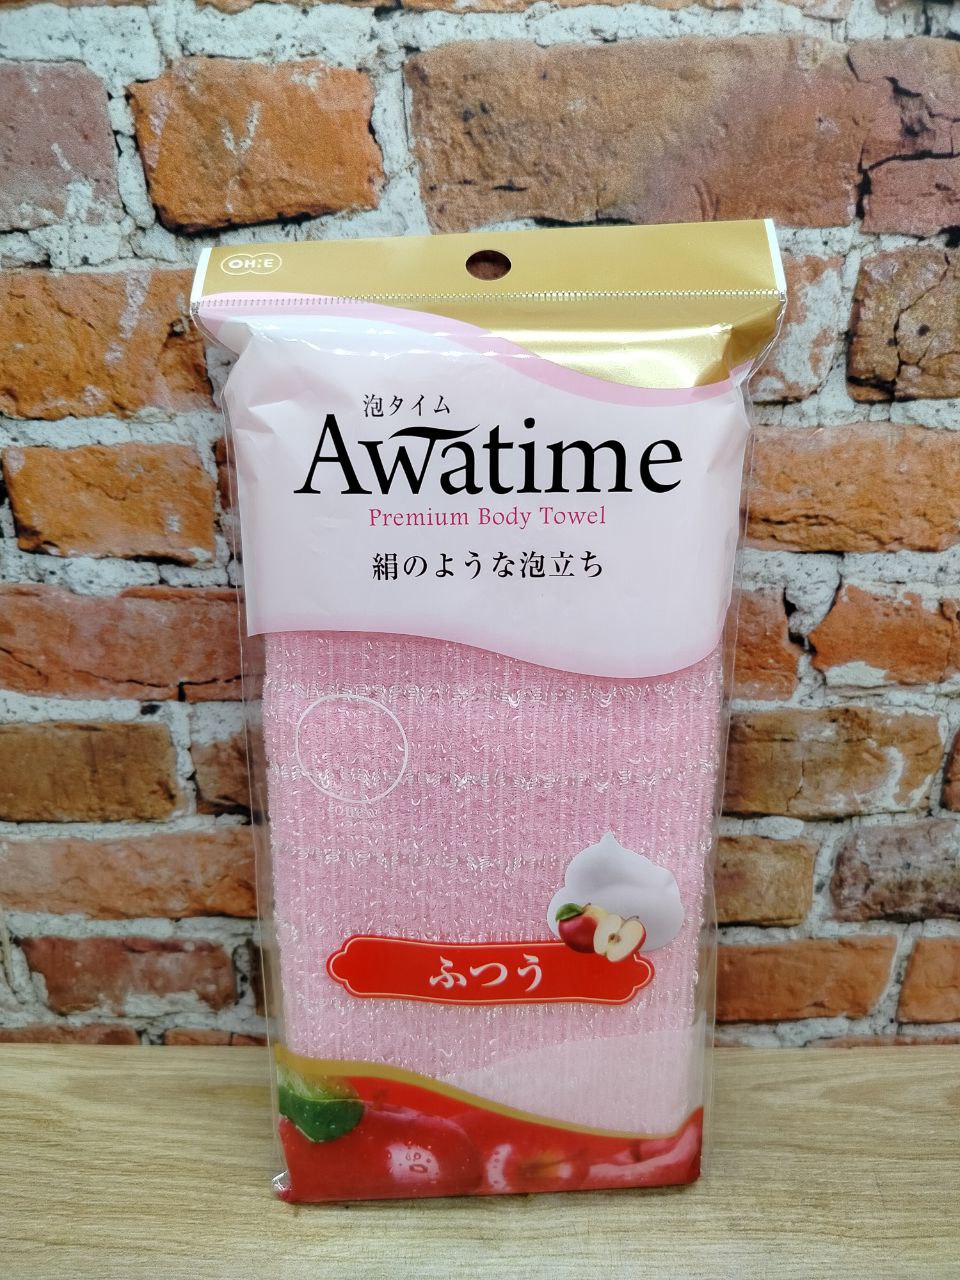 OH:E
泡タイム
Awatime
Premium Body Towel
絹のような泡立ち
ふつう